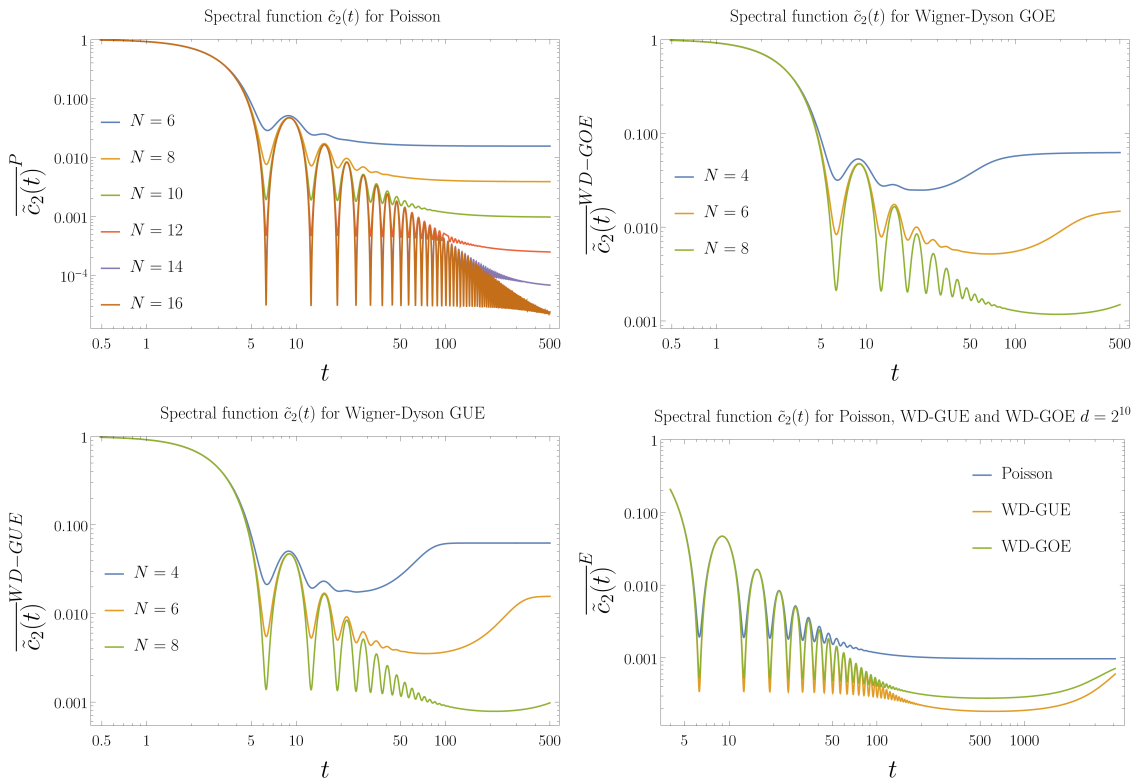 Spectral function c̃₂(t) for Poisson
1
0.100
0.010
0.001
10⁻⁴
N = 6
N = 8
N = 10
N = 12
N = 14
N = 16
0.5 1 5 10 50 100 500
t
c̃₂(t)^P
Spectral function c̃₂(t) for Wigner-Dyson GOE
1
0.100
0.010
0.001
N = 4
N = 6
N = 8
0.5 1 5 10 50 100 500
t
c̃₂(t)^WD−GOE
Spectral function c̃₂(t) for Wigner-Dyson GUE
1
0.100
0.010
0.001
N = 4
N = 6
N = 8
0.5 1 5 10 50 100 500
t
c̃₂(t)^WD−GUE
Spectral function c̃₂(t) for Poisson, WD-GUE and WD-GOE d = 2¹⁰
1
0.100
0.010
0.001
Poisson
WD-GUE
WD-GOE
5 10 50 100 500 1000
t
c̃₂(t)^E